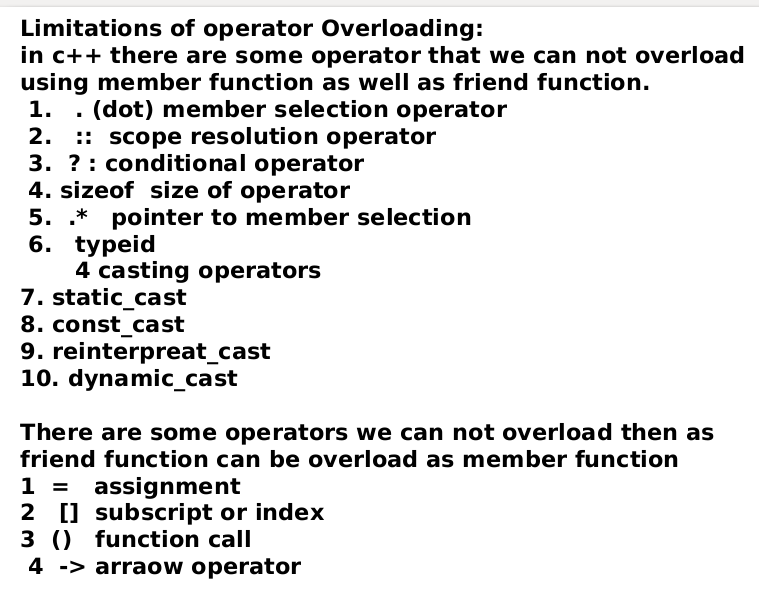 Limitations of operator Overloading:
in c++ there are some operator that we can not overload
using member function as well as friend function.
1. . (dot) member selection operator
2. :: scope resolution operator
3. ? : conditional operator
4. sizeof size of operator
5. .* pointer to member selection
6. typeid
4 casting operators
7. static_cast
8. const_cast
9. reinterpreat_cast
10. dynamic_cast
There are some operators we can not overload then as
friend function can be overload as member function
1 = assignment
2 [] subscript or index
3 () function call
4 -> arraow operator